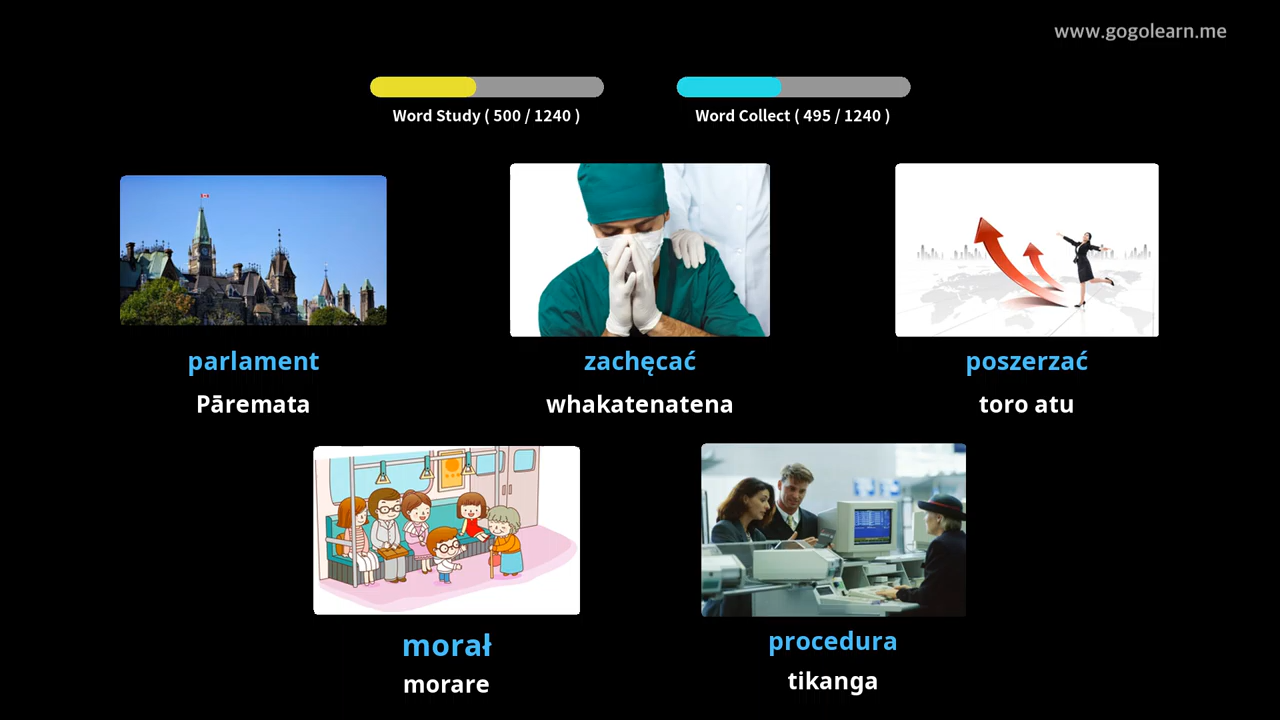 www.gogolearn.me
Word Study ( 500 / 1240 )
Word Collect ( 495 / 1240 )
parlament
Pāremata
zachęcać
whakatenatena
poszerzać
toro atu
morał
morare
procedura
tikanga